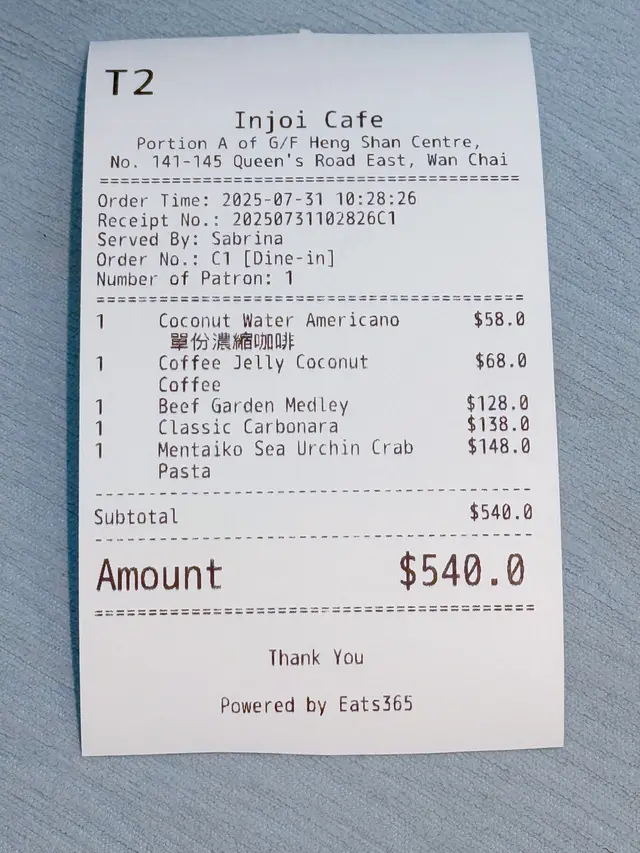 T2
Injoi Cafe
Portion A of G/F Heng Shan Centre,
No. 141-145 Queen's Road East, Wan Chai
==================================================
Order Time: 2025-07-31 10:28:26
Receipt No.: 20250731102826C1
Served By: Sabrina
Order No.: C1 [Dine-in]
Number of Patron: 1
==================================================
1 Coconut Water Americano $58.0
單份濃縮咖啡
1 Coffee Jelly Coconut $68.0
Coffee
1 Beef Garden Medley $128.0
1 Classic Carbonara $138.0
1 Mentaiko Sea Urchin Crab $148.0
Pasta
--------------------------------------------------
Subtotal $540.0
--------------------------------------------------
Amount $540.0
==================================================
Thank You
Powered by Eats365